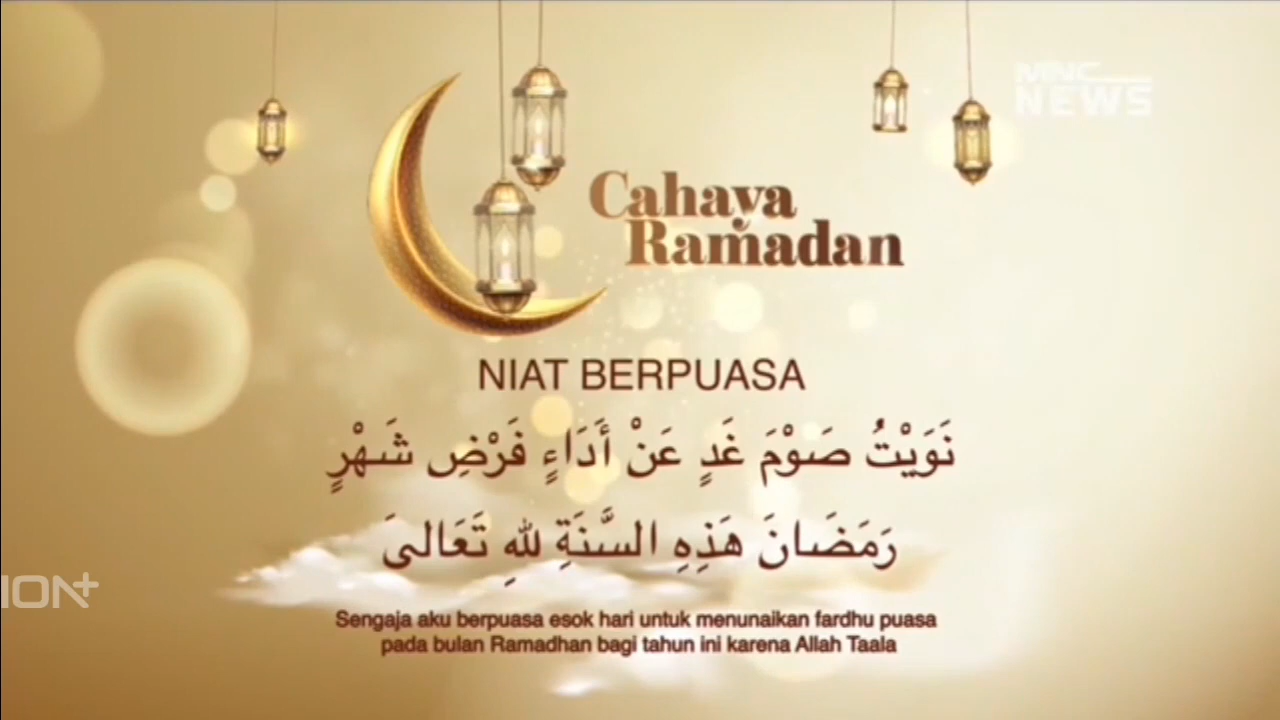 MNC
NEWS
Cahaya
Ramadan
NIAT BERPUASA
نَوَيْتُ صَوْمَ غَدٍ عَنْ أَدَاءٍ فَرْضِ شَهْرٍ
رَمَضَانَ هَذِهِ السَّنَةِ لِلهِ تَعَالىَ
ION+
Sengaja aku berpuasa esok hari untuk menunaikan fardhu puasa
pada bulan Ramadhan bagi tahun ini karena Allah Taala